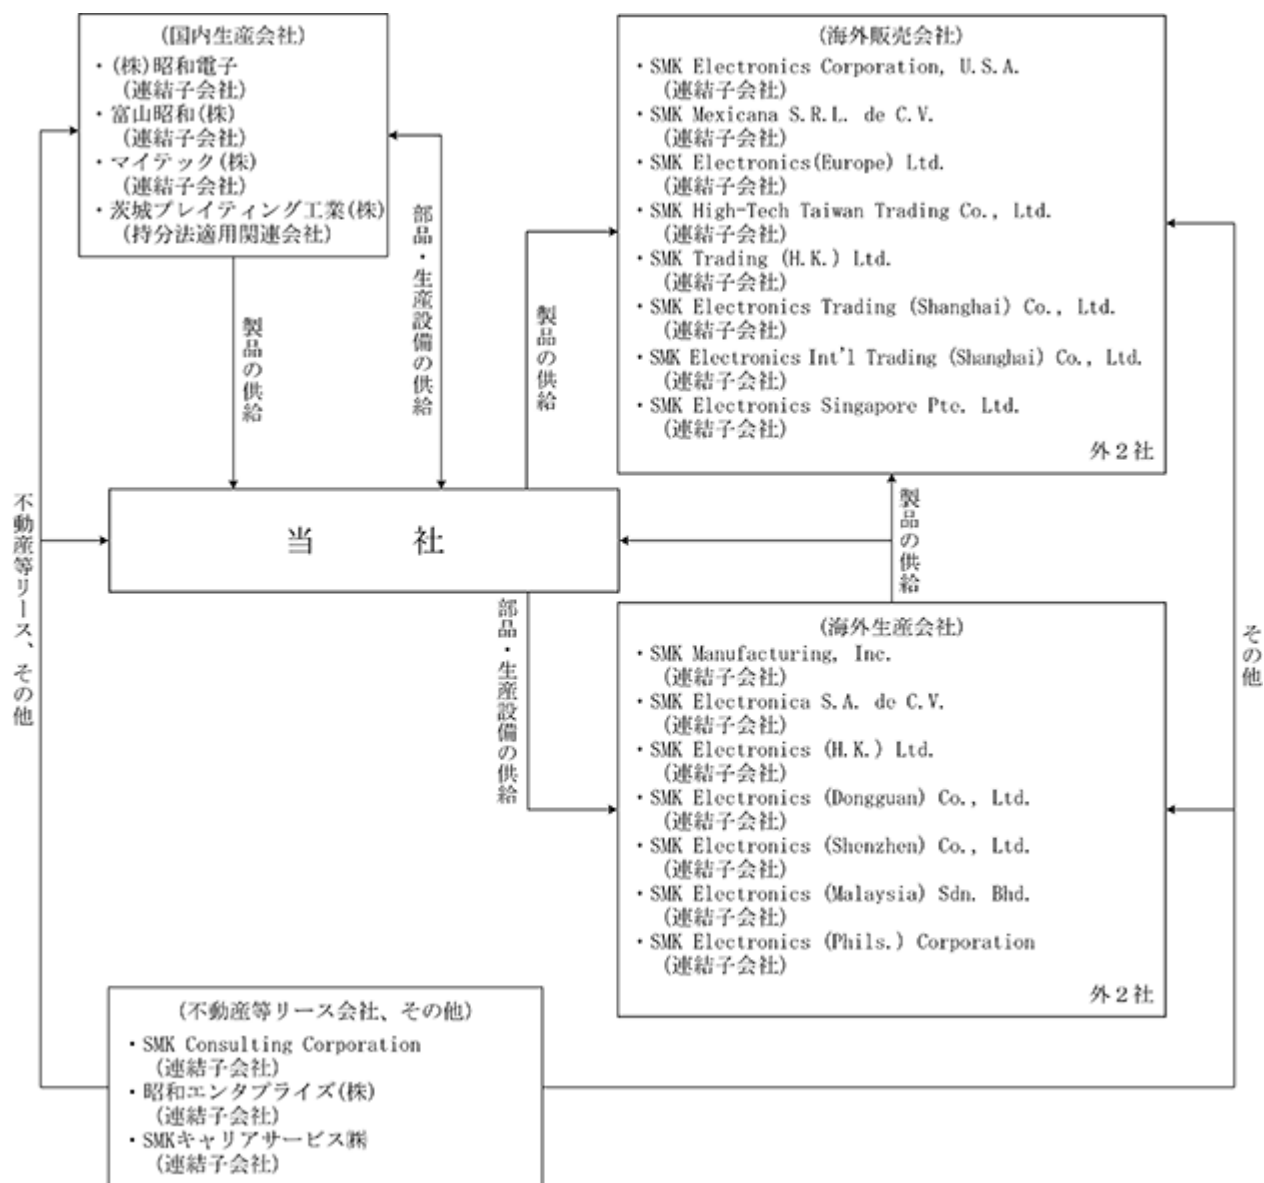 (国内生産会社)
・(株)昭和電子
(連結子会社)
・富山昭和(株)
(連結子会社)
・マイテック(株)
(連結子会社)
・茨城プレイティング工業(株)
(持分法適用関連会社)
(海外販売会社)
・SMK Electronics Corporation, U.S.A.
(連結子会社)
・SMK Mexicana S.R.L. de C.V.
(連結子会社)
・SMK Electronics(Europe) Ltd.
(連結子会社)
・SMK High-Tech Taiwan Trading Co., Ltd.
(連結子会社)
・SMK Trading (H.K.) Ltd.
(連結子会社)
・SMK Electronics Trading (Shanghai) Co., Ltd.
(連結子会社)
・SMK Electronics Int'l Trading (Shanghai) Co., Ltd.
(連結子会社)
・SMK Electronics Singapore Pte. Ltd.
(連結子会社)
外2社
製品の供給
部品・生産設備の供給
製品の供給
当 社
製品の供給
不動産等リース、その他
部品・生産設備の供給
その他
(海外生産会社)
・SMK Manufacturing, Inc.
(連結子会社)
・SMK Electronica S.A. de C.V.
(連結子会社)
・SMK Electronics (H.K.) Ltd.
(連結子会社)
・SMK Electronics (Dongguan) Co., Ltd.
(連結子会社)
・SMK Electronics (Shenzhen) Co., Ltd.
(連結子会社)
・SMK Electronics (Malaysia) Sdn. Bhd.
(連結子会社)
・SMK Electronics (Phils.) Corporation
(連結子会社)
外2社
(不動産等リース会社、その他)
・SMK Consulting Corporation
(連結子会社)
・昭和エンタプライズ(株)
(連結子会社)
・SMKキャリアサービス㈱
(連結子会社)